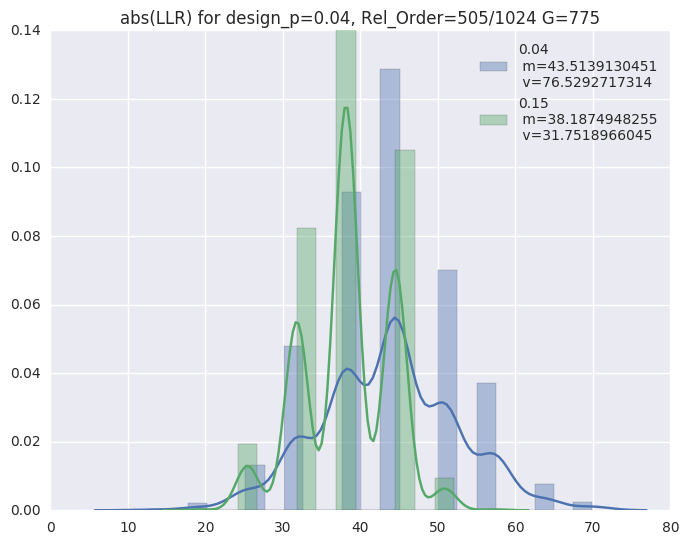 abs(LLR) for design_p=0.04, Rel_Order=505/1024 G=775
0.14
0.12
0.10
0.08
0.06
0.04
0.02
0.00
0 10 20 30 40 50 60 70 80
0.04
m=43.5139130451
v=76.5292717314
0.15
m=38.1874948255
v=31.7518966045